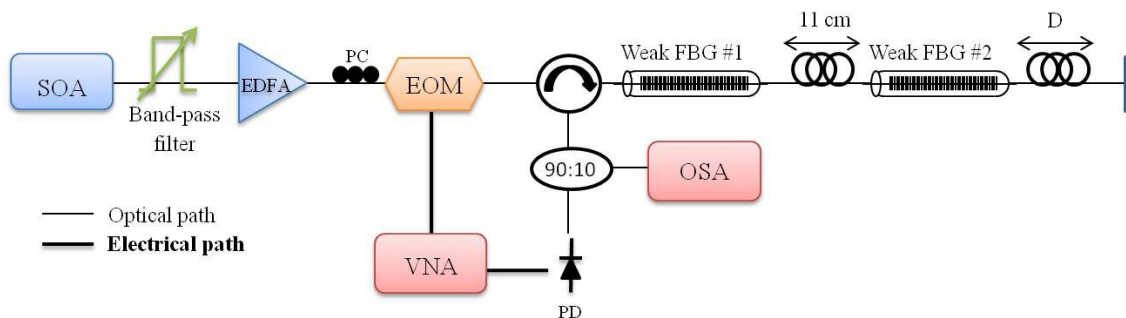 11 cm
D
PC
Weak FBG #1
Weak FBG #2
SOA
EDFA
EOM
Band-pass
filter
90:10
OSA
Optical path
Electrical path
VNA
PD